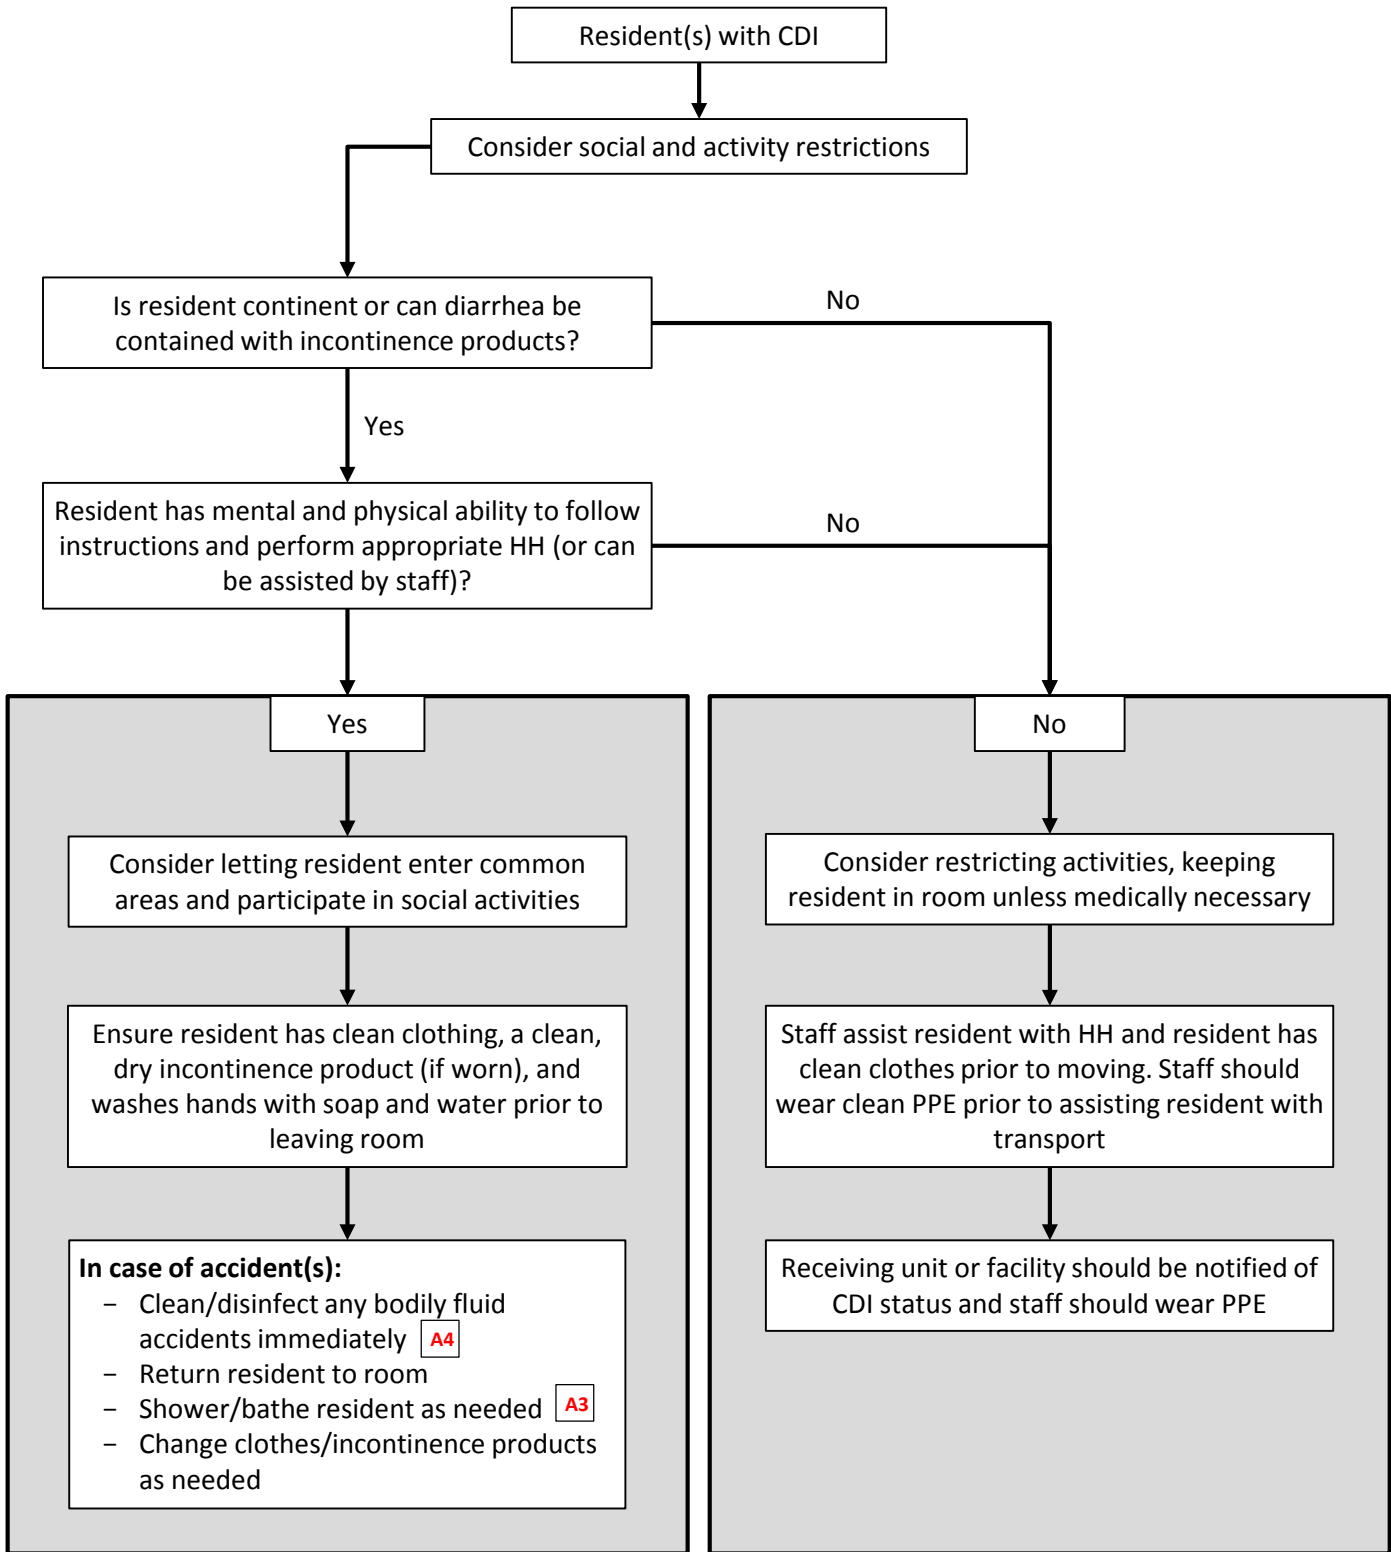 Resident(s) with CDI
Consider social and activity restrictions
Is resident continent or can diarrhea be
contained with incontinence products?
No
Yes
Resident has mental and physical ability to follow
instructions and perform appropriate HH (or can
be assisted by staff)?
No
Yes
Consider letting resident enter common
areas and participate in social activities
Ensure resident has clean clothing, a clean,
dry incontinence product (if worn), and
washes hands with soap and water prior to
leaving room
In case of accident(s):
– Clean/disinfect any bodily fluid
accidents immediately A4
– Return resident to room
– Shower/bathe resident as needed A3
– Change clothes/incontinence products
as needed
No
Consider restricting activities, keeping
resident in room unless medically necessary
Staff assist resident with HH and resident has
clean clothes prior to moving. Staff should
wear clean PPE prior to assisting resident with
transport
Receiving unit or facility should be notified of
CDI status and staff should wear PPE